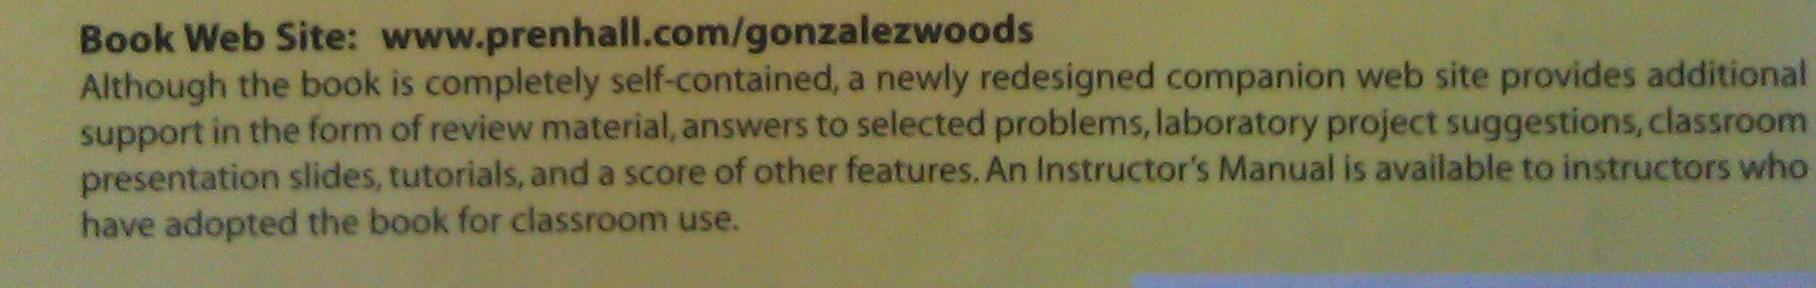 Book Web Site: www.prenhall.com/gonzalezwoods
Although the book is completely self-contained, a newly redesigned companion web site provides additional
support in the form of review material, answers to selected problems, laboratory project suggestions, classroom
presentation slides, tutorials, and a score of other features. An Instructor's Manual is available to instructors who
have adopted the book for classroom use.